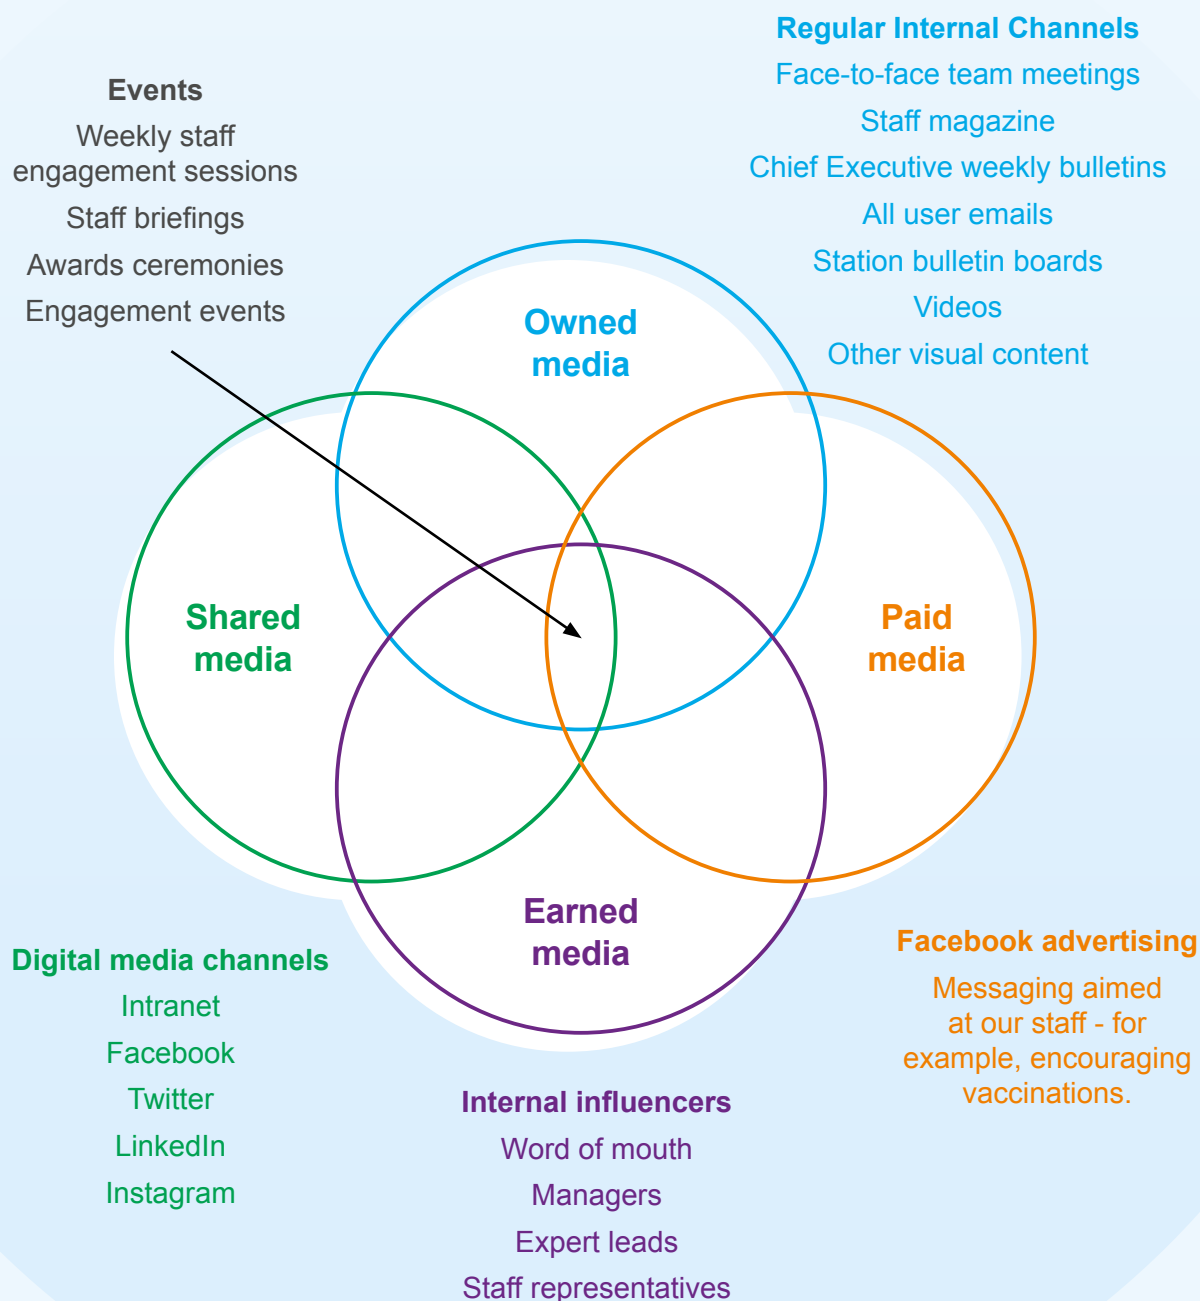 Regular Internal Channels
Face-to-face team meetings
Staff magazine
Chief Executive weekly bulletins
All user emails
Station bulletin boards
Videos
Other visual content
Events
Weekly staff
engagement sessions
Staff briefings
Awards ceremonies
Engagement events
Owned
media
Shared
media
Paid
media
Earned
media
Digital media channels
Intranet
Facebook
Twitter
LinkedIn
Instagram
Internal influencers
Word of mouth
Managers
Expert leads
Staff representatives
Facebook advertising
Messaging aimed
at our staff - for
example, encouraging
vaccinations.